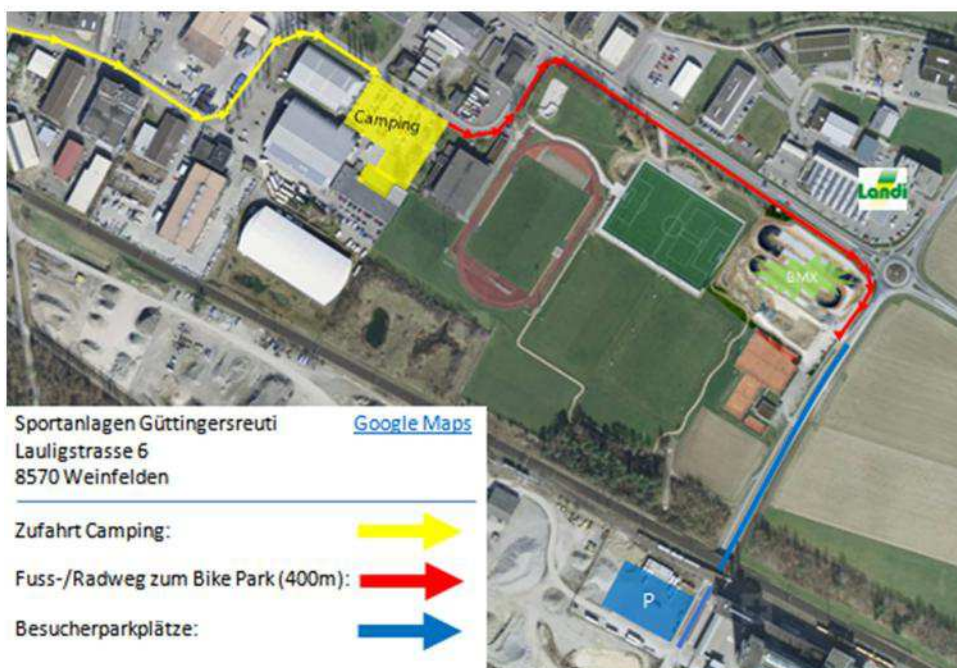 Camping
Landi
BMX
Sportanlagen Güttingersreuti Google Maps
Lauligstrasse 6
8570 Weinfelden
Zufahrt Camping:
Fuss-/Radweg zum Bike Park (400m):
Besucherparkplätze:
P